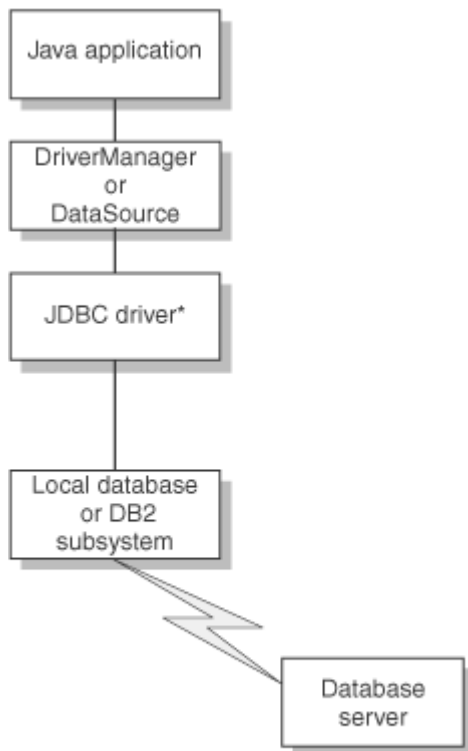 Java application
DriverManager
or
DataSource
JDBC driver*
Local database
or DB2
subsystem
Database
server